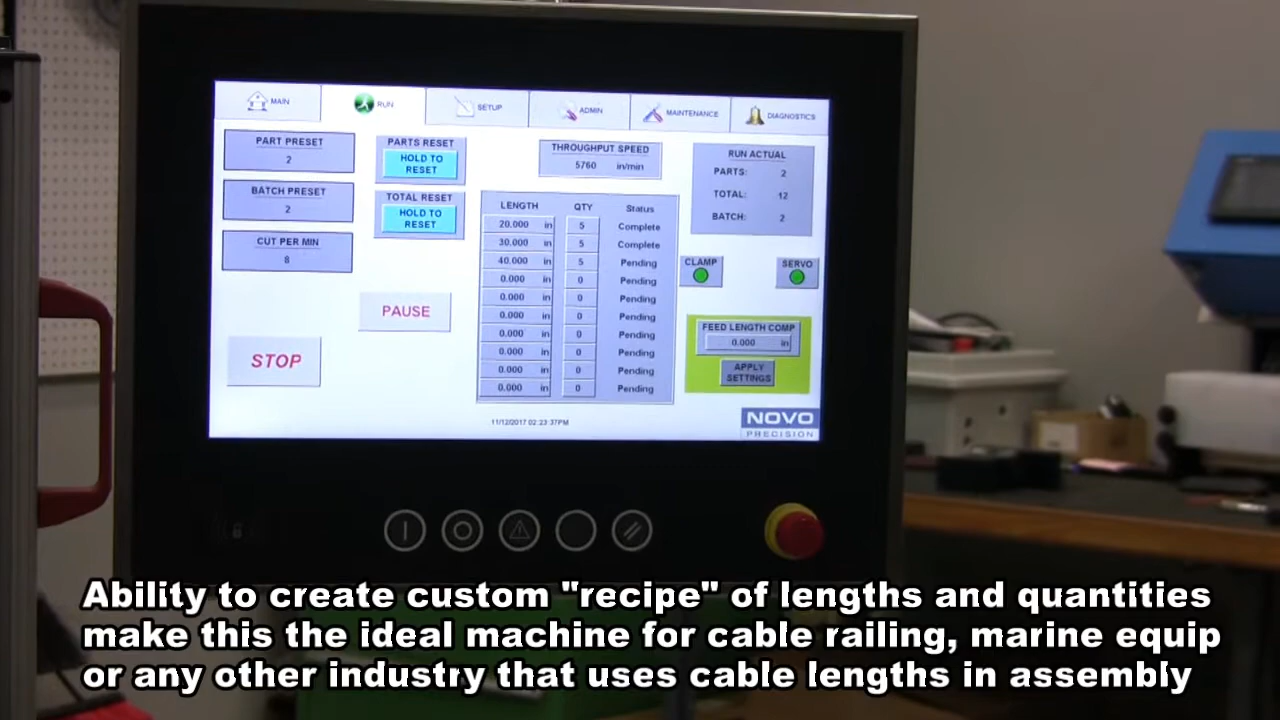 MAIN
RUN
SETUP
ADMIN
MAINTENANCE
DIAGNOSTICS
PART PRESET
2
BATCH PRESET
2
CUT PER MIN
8
PARTS RESET
HOLD TO
RESET
TOTAL RESET
HOLD TO
RESET
PAUSE
STOP
THROUGHPUT SPEED
5760 in/min
LENGTH QTY Status
20.000 in 5 Complete
30.000 in 5 Complete
40.000 in 5 Pending
0.000 in 0 Pending
0.000 in 0 Pending
0.000 in 0 Pending
0.000 in 0 Pending
0.000 in 0 Pending
0.000 in 0 Pending
0.000 in 0 Pending
RUN ACTUAL
PARTS: 2
TOTAL: 12
BATCH: 2
CLAMP
SERVO
FEED LENGTH COMP
0.000 in
APPLY
SETTINGS
11/12/2017 02:23:37PM
NOVO
PRECISION
Ability to create custom "recipe" of lengths and quantities
make this the ideal machine for cable railing, marine equip
or any other industry that uses cable lengths in assembly